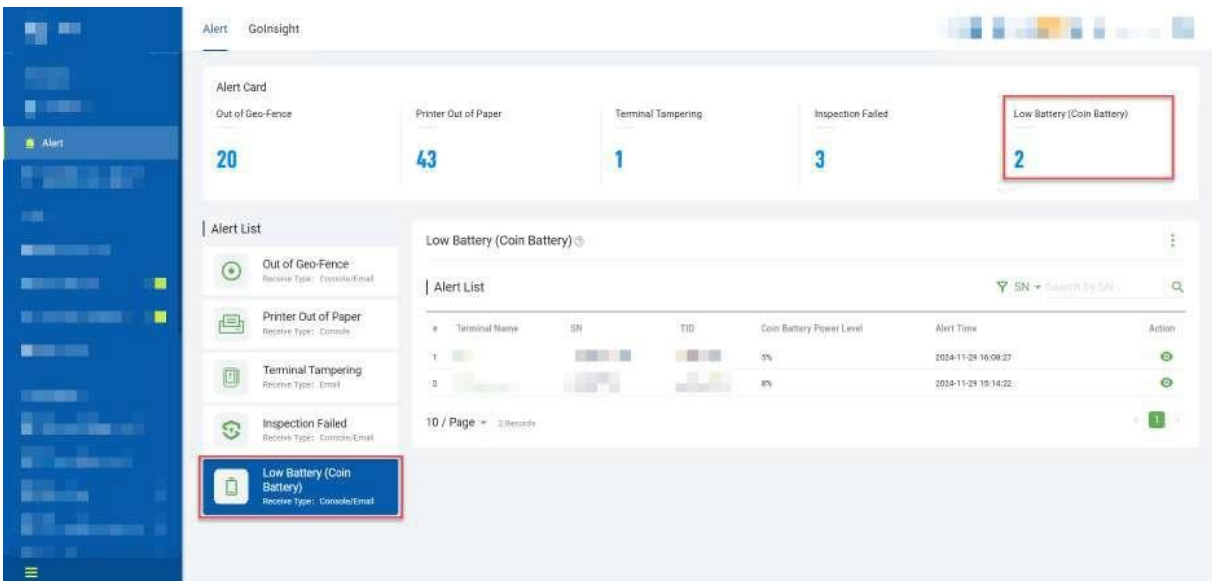 Alert GoInsight
Alert
Alert Card
Out of Geo-Fence Printer Out of Paper Terminal Tampering Inspection Failed Low Battery (Coin Battery)
20 43 1 3 2
Alert List
Out of Geo-Fence
Receive Type: Console/Email
Printer Out of Paper
Receive Type: Console
Terminal Tampering
Receive Type: Email
Inspection Failed
Receive Type: Console/Email
Low Battery (Coin
Battery)
Receive Type: Console/Email
Low Battery (Coin Battery)
Alert List
SN Search by SN
# Terminal Name SN TID Coin Battery Power Level Alert Time Action
1 5% 2024-11-29 16:08:27
2 8% 2024-11-29 15:14:22
10 / Page 2 Records 1